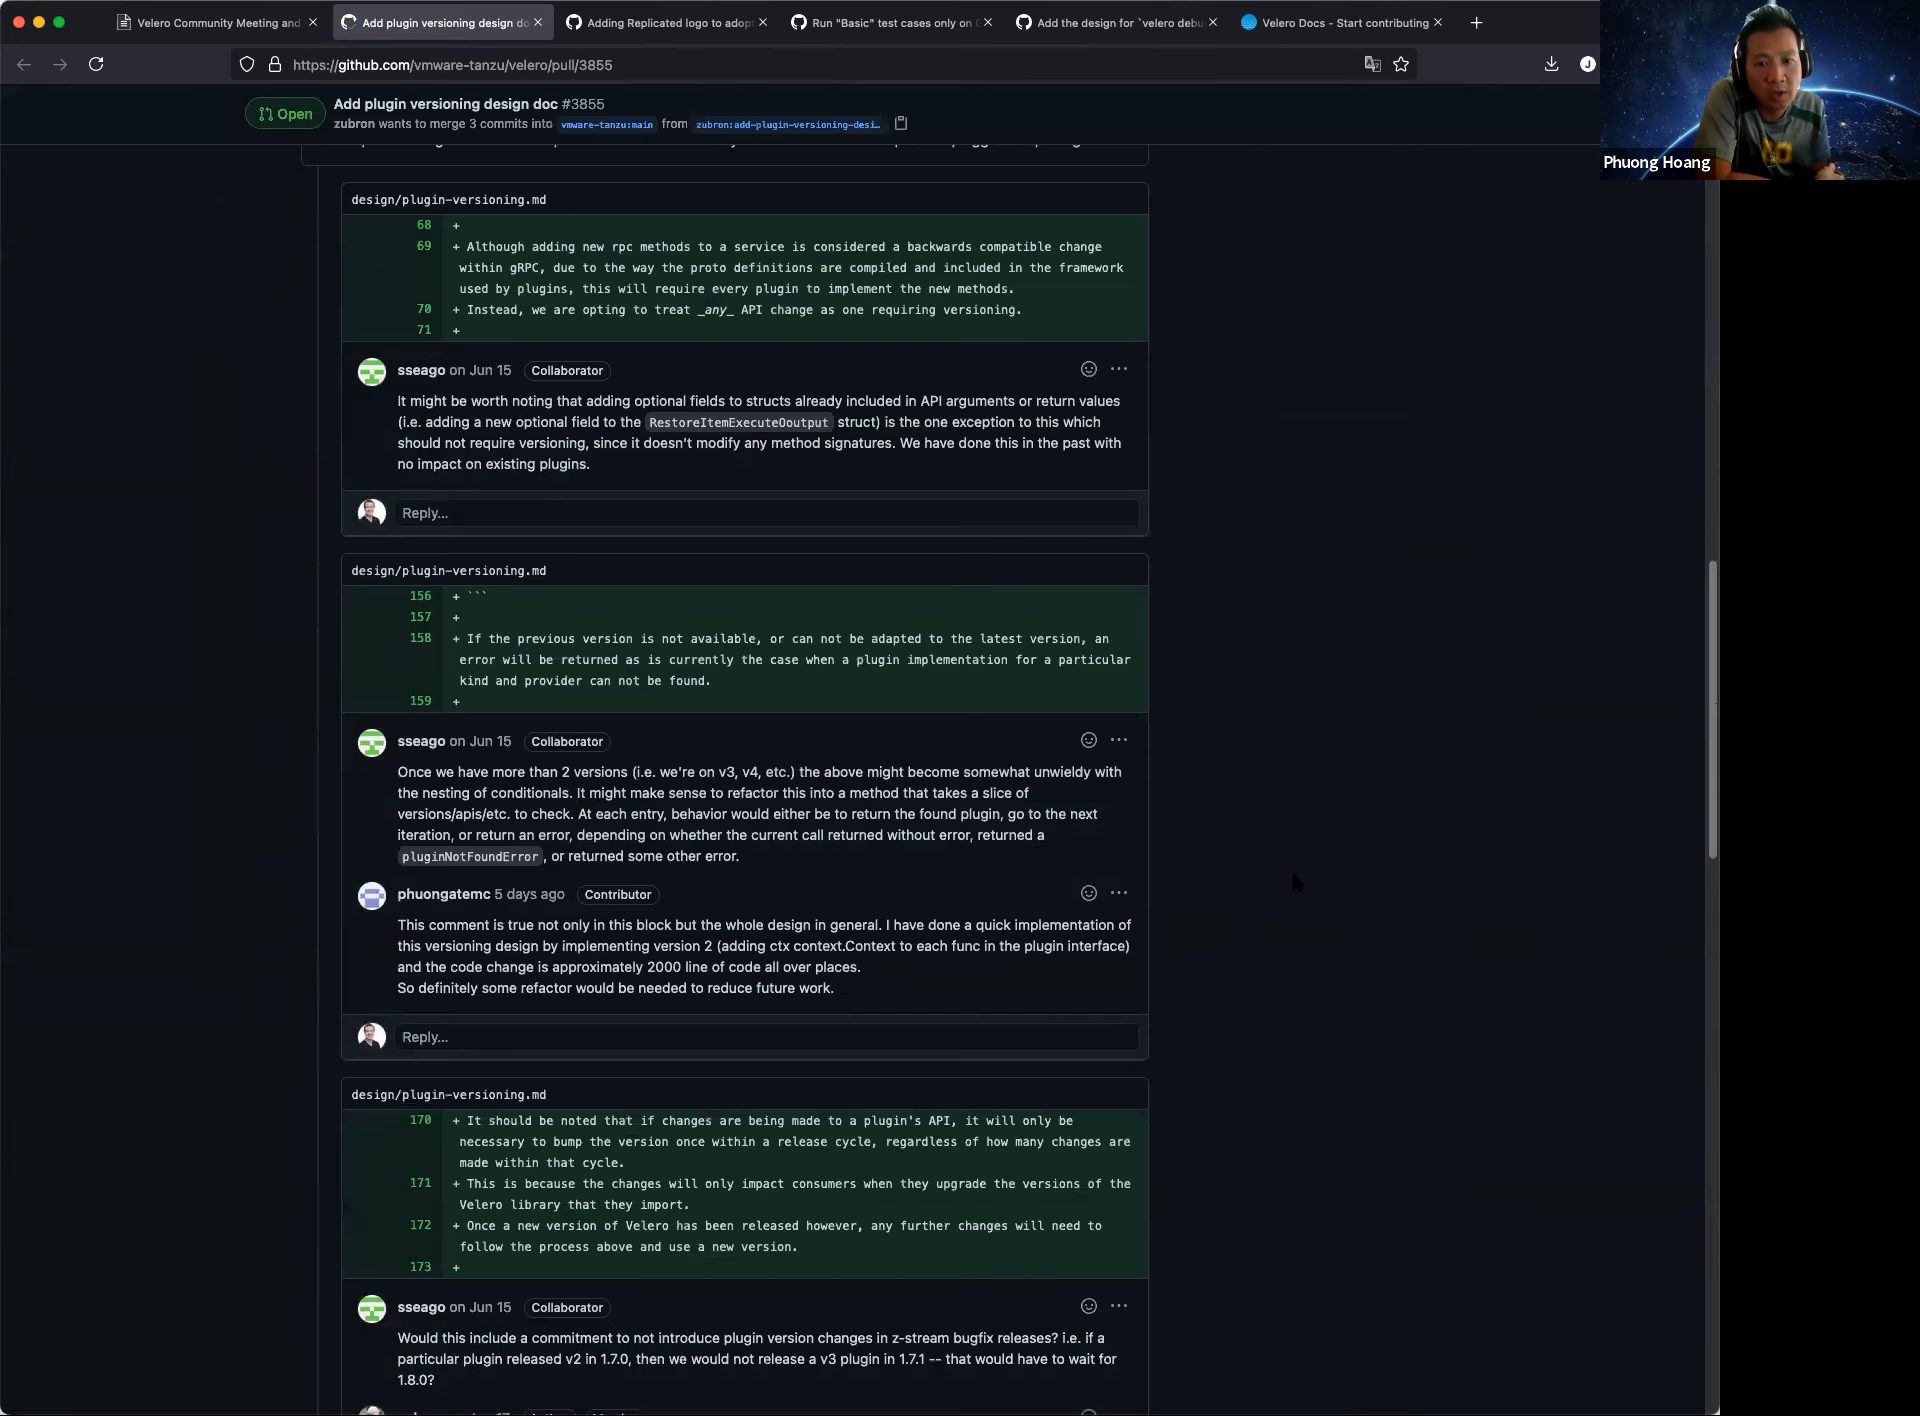 Velero Community Meeting and
Add plugin versioning design do
Adding Replicated logo to adopt
Run "Basic" test cases only on
Add the design for `velero debu
Velero Docs - Start contributing
https://github.com/vmware-tanzu/velero/pull/3855
J
Open
Add plugin versioning design doc #3855
zubron wants to merge 3 commits into vmware-tanzu:main from zubron:add-plugin-versioning-desi…
Phuong Hoang
design/plugin-versioning.md
68 +
69 + Although adding new rpc methods to a service is considered a backwards compatible change
within gRPC, due to the way the proto definitions are compiled and included in the framework
used by plugins, this will require every plugin to implement the new methods.
70 + Instead, we are opting to treat _any_ API change as one requiring versioning.
71 +
sseago on Jun 15 Collaborator
It might be worth noting that adding optional fields to structs already included in API arguments or return values
(i.e. adding a new optional field to the RestoreItemExecuteOoutput struct) is the one exception to this which
should not require versioning, since it doesn't modify any method signatures. We have done this in the past with
no impact on existing plugins.
Reply...
design/plugin-versioning.md
156 + ```
157 +
158 + If the previous version is not available, or can not be adapted to the latest version, an
error will be returned as is currently the case when a plugin implementation for a particular
kind and provider can not be found.
159 +
sseago on Jun 15 Collaborator
Once we have more than 2 versions (i.e. we're on v3, v4, etc.) the above might become somewhat unwieldy with
the nesting of conditionals. It might make sense to refactor this into a method that takes a slice of
versions/apis/etc. to check. At each entry, behavior would either be to return the found plugin, go to the next
iteration, or return an error, depending on whether the current call returned without error, returned a
pluginNotFoundError, or returned some other error.
phuongatemc 5 days ago Contributor
This comment is true not only in this block but the whole design in general. I have done a quick implementation of
this versioning design by implementing version 2 (adding ctx context.Context to each func in the plugin interface)
and the code change is approximately 2000 line of code all over places.
So definitely some refactor would be needed to reduce future work.
Reply...
design/plugin-versioning.md
170 + It should be noted that if changes are being made to a plugin's API, it will only be
necessary to bump the version once within a release cycle, regardless of how many changes are
made within that cycle.
171 + This is because the changes will only impact consumers when they upgrade the versions of the
Velero library that they import.
172 + Once a new version of Velero has been released however, any further changes will need to
follow the process above and use a new version.
173 +
sseago on Jun 15 Collaborator
Would this include a commitment to not introduce plugin version changes in z-stream bugfix releases? i.e. if a
particular plugin released v2 in 1.7.0, then we would not release a v3 plugin in 1.7.1 -- that would have to wait for
1.8.0?